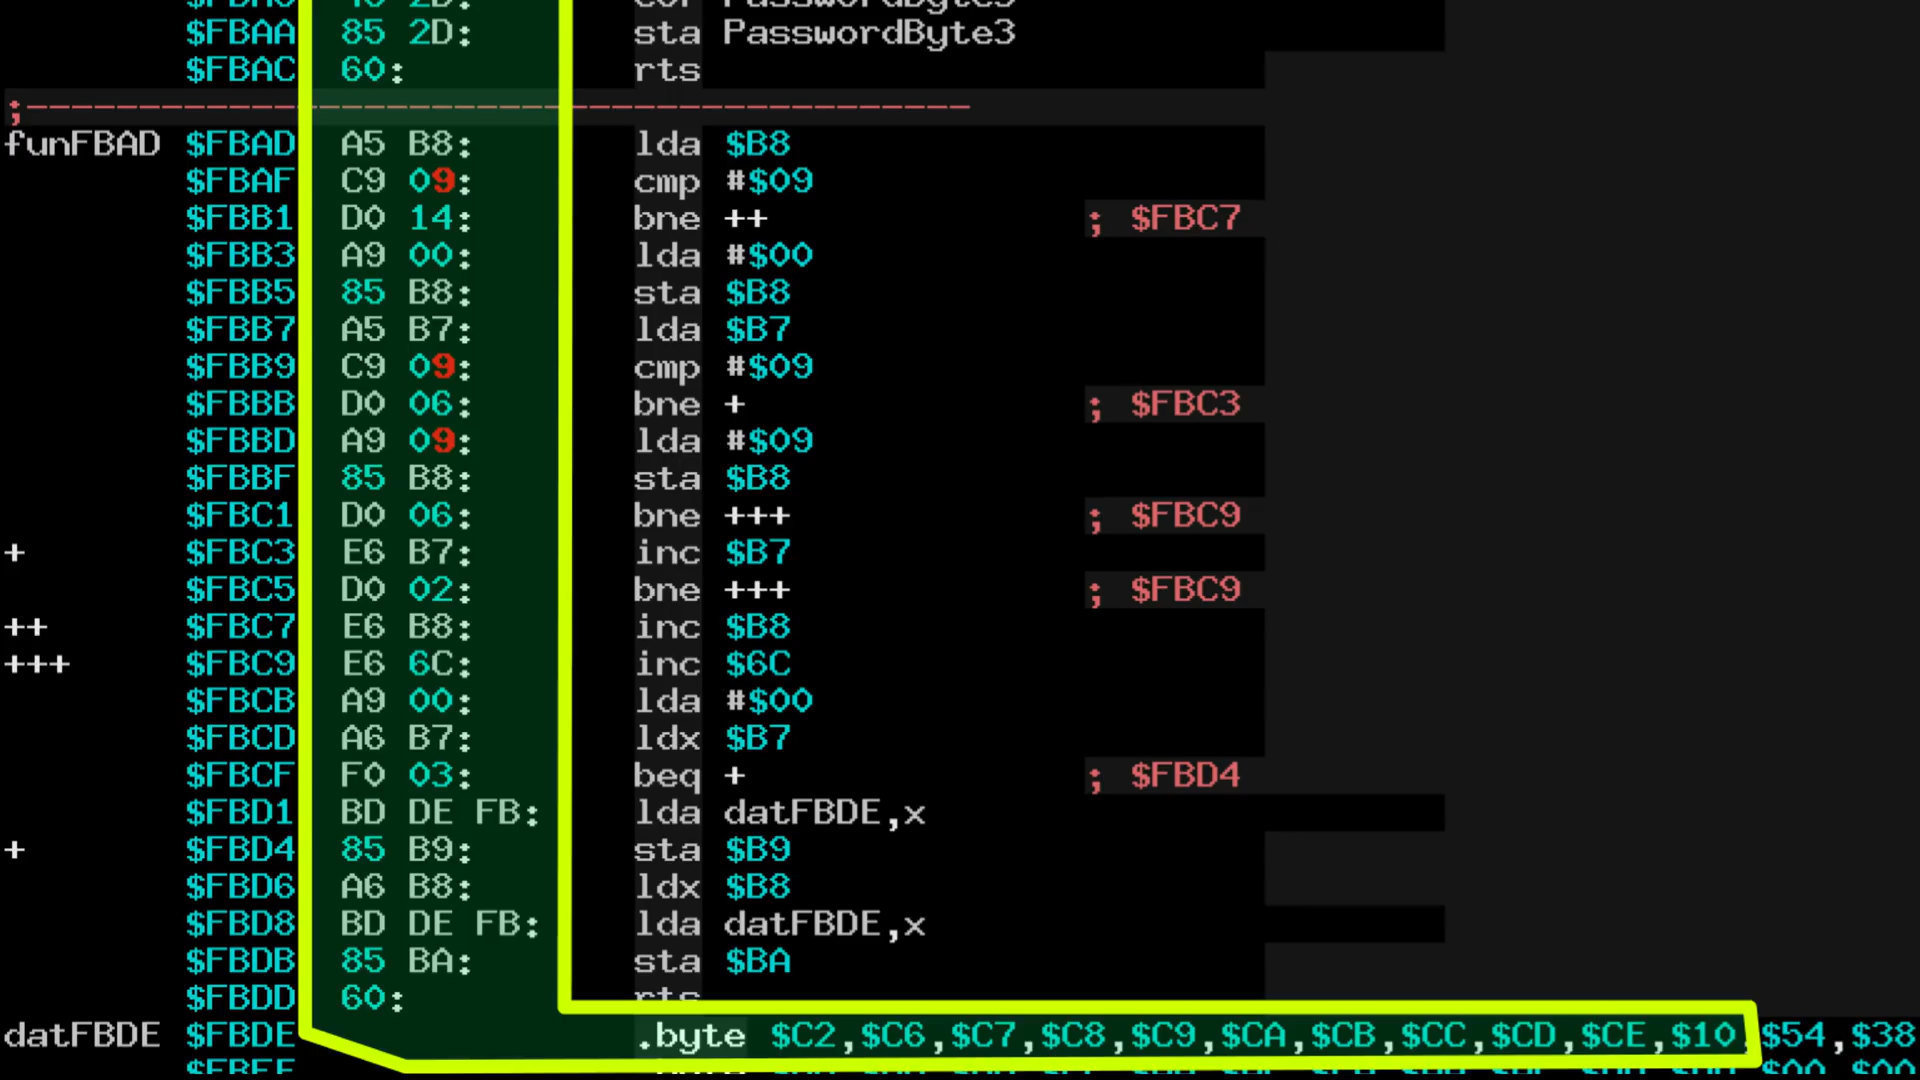 $FBAA 85 2D: sta PasswordByte3
$FBAC 60: rts
;------------------------------------------
funFBAD $FBAD A5 B8: lda $B8
$FBAF C9 09: cmp #$09
$FBB1 D0 14: bne ++ ; $FBC7
$FBB3 A9 00: lda #$00
$FBB5 85 B8: sta $B8
$FBB7 A5 B7: lda $B7
$FBB9 C9 09: cmp #$09
$FBBB D0 06: bne + ; $FBC3
$FBBD A9 09: lda #$09
$FBBF 85 B8: sta $B8
$FBC1 D0 06: bne +++ ; $FBC9
+ $FBC3 E6 B7: inc $B7
$FBC5 D0 02: bne +++ ; $FBC9
++ $FBC7 E6 B8: inc $B8
+++ $FBC9 E6 6C: inc $6C
$FBCB A9 00: lda #$00
$FBCD A6 B7: ldx $B7
$FBCF F0 03: beq + ; $FBD4
$FBD1 BD DE FB: lda datFBDE,x
+ $FBD4 85 B9: sta $B9
$FBD6 A6 B8: ldx $B8
$FBD8 BD DE FB: lda datFBDE,x
$FBDB 85 BA: sta $BA
$FBDD 60: rts
datFBDE $FBDE .byte $C2,$C6,$C7,$C8,$C9,$CA,$CB,$CC,$CD,$CE,$10,$54,$38